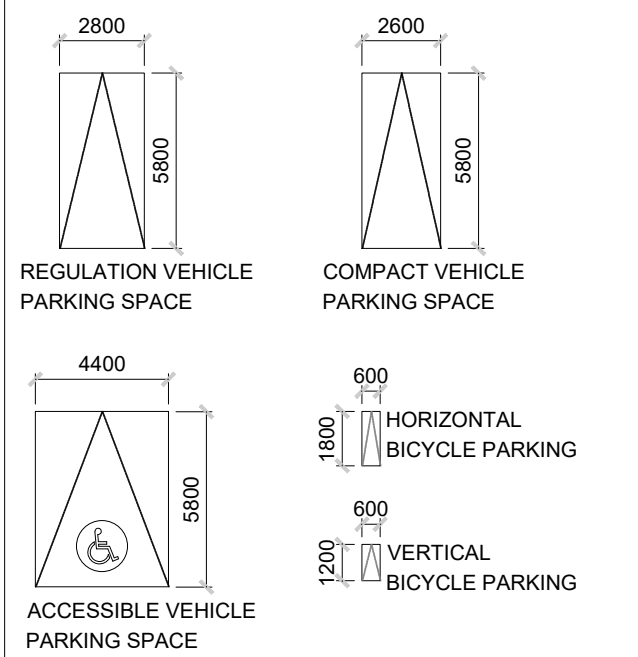 2800
5800
REGULATION VEHICLE
PARKING SPACE
2600
5800
COMPACT VEHICLE
PARKING SPACE
4400
5800
ACCESSIBLE VEHICLE
PARKING SPACE
600
1800
HORIZONTAL
BICYCLE PARKING
600
1200
VERTICAL
BICYCLE PARKING